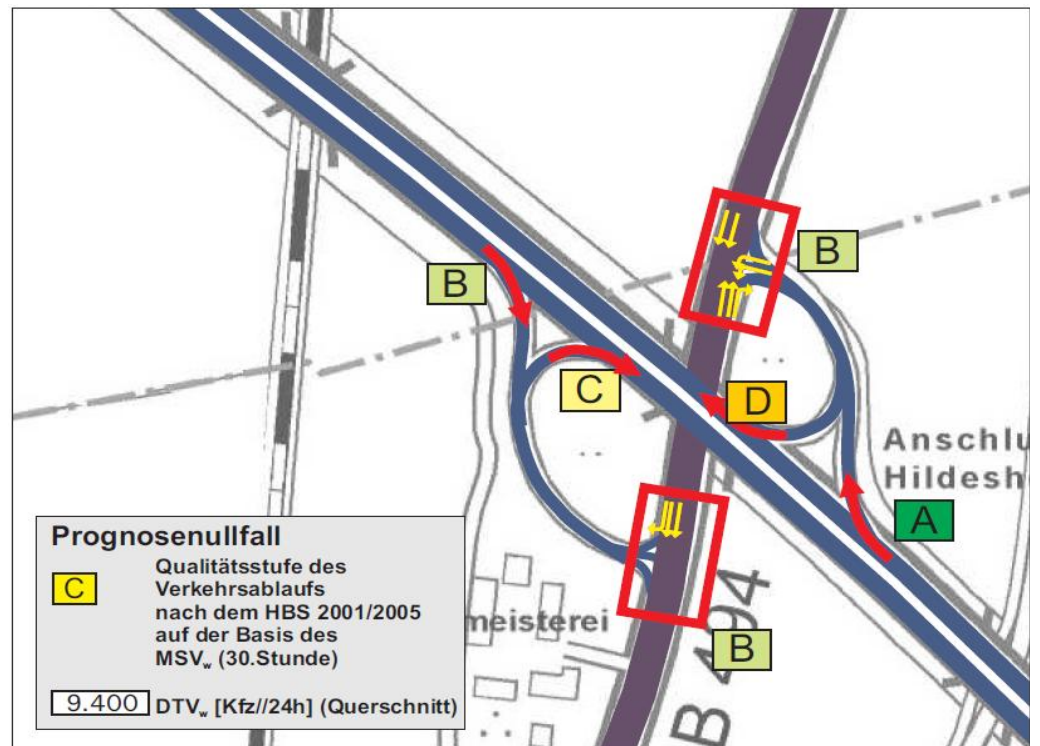 B
B
C
D
Anschlu
Hildesh
A
meisterei
B
B 494
Prognosenullfall
C
Qualitätsstufe des
Verkehrsablaufs
nach dem HBS 2001/2005
auf der Basis des
MSVw (30.Stunde)
9.400 DTVw [Kfz//24h] (Querschnitt)